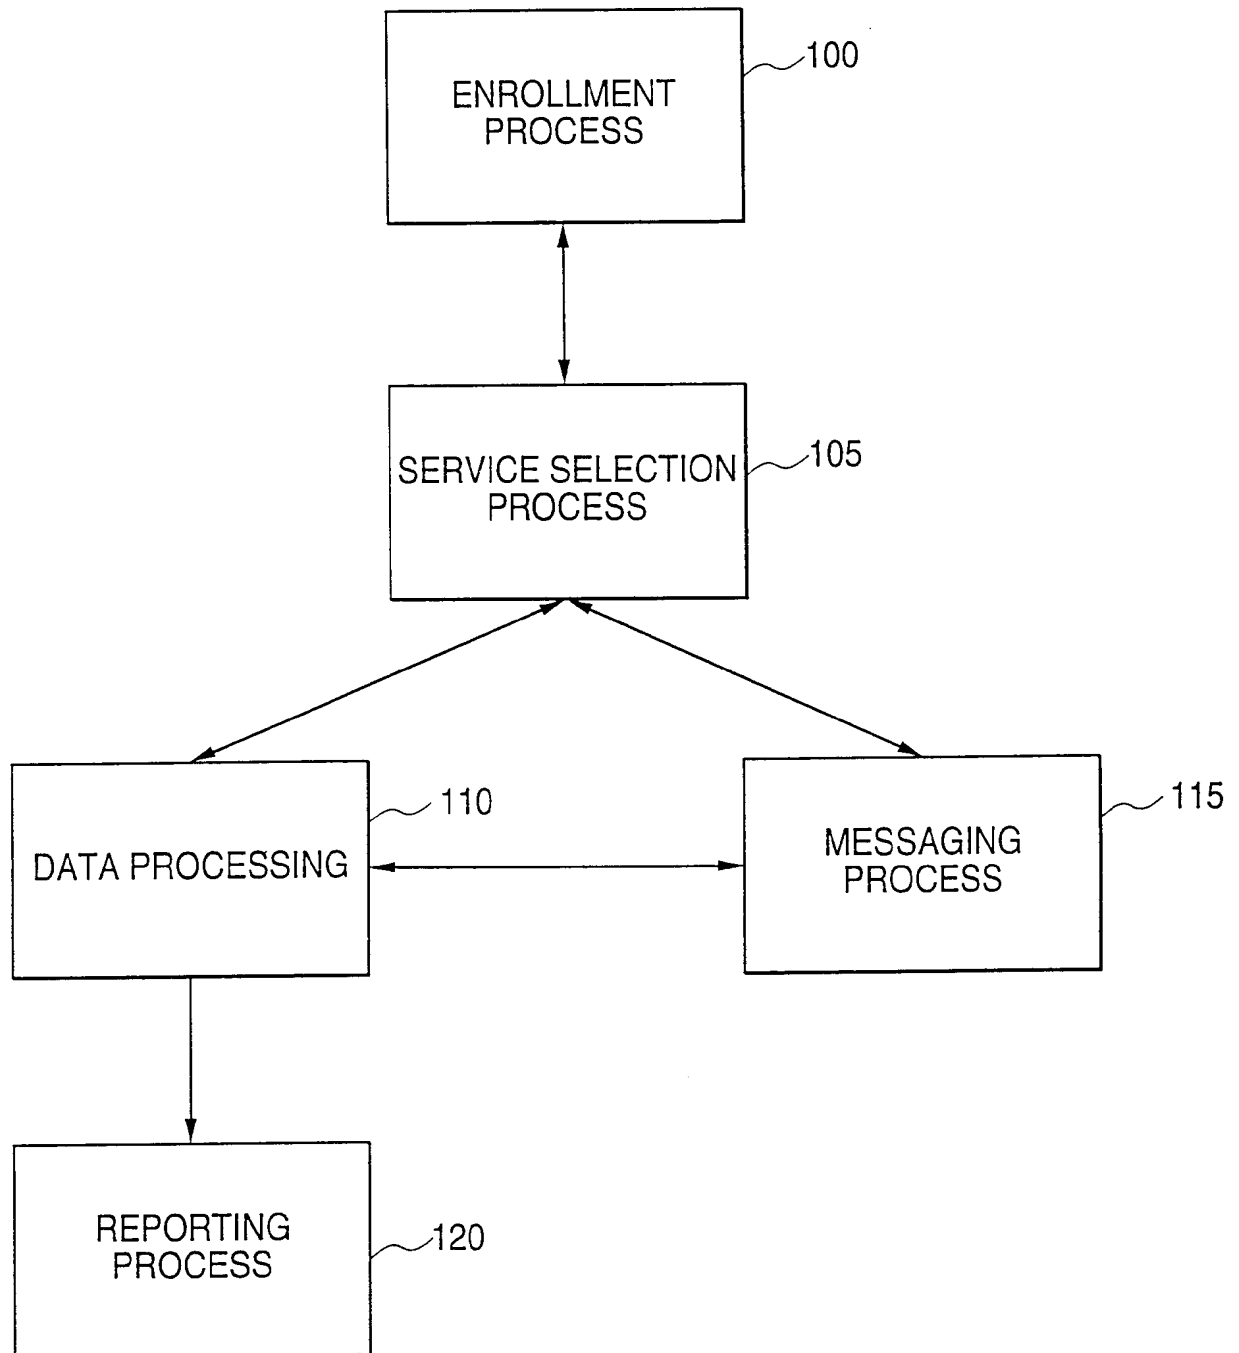 ENROLLMENT
PROCESS
100
SERVICE SELECTION
PROCESS
105
DATA PROCESSING
110
MESSAGING
PROCESS
115
REPORTING
PROCESS
120